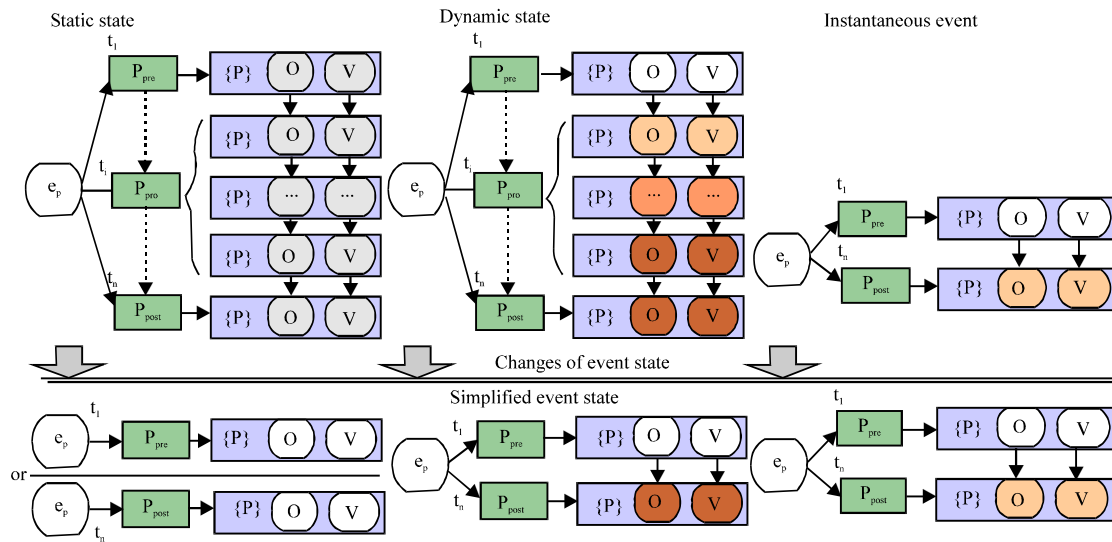 Static state
Dynamic state
Instantaneous event
t1
Ppre
{P} O V
{P} O V
ep
ti
Ppro
{P} ... ...
{P} O V
tn
Ppost
{P} O V
t1
Ppre
{P} O V
{P} O V
ep
ti
Ppro
{P} ... ...
{P} O V
tn
Ppost
{P} O V
t1
Ppre
{P} O V
ep
tn
Ppost
{P} O V
Changes of event state
Simplified event state
t1
ep
Ppre
{P} O V
or
ep
Ppost
{P} O V
tn
t1
Ppre
{P} O V
ep
tn
Ppost
{P} O V
t1
Ppre
{P} O V
ep
tn
Ppost
{P} O V